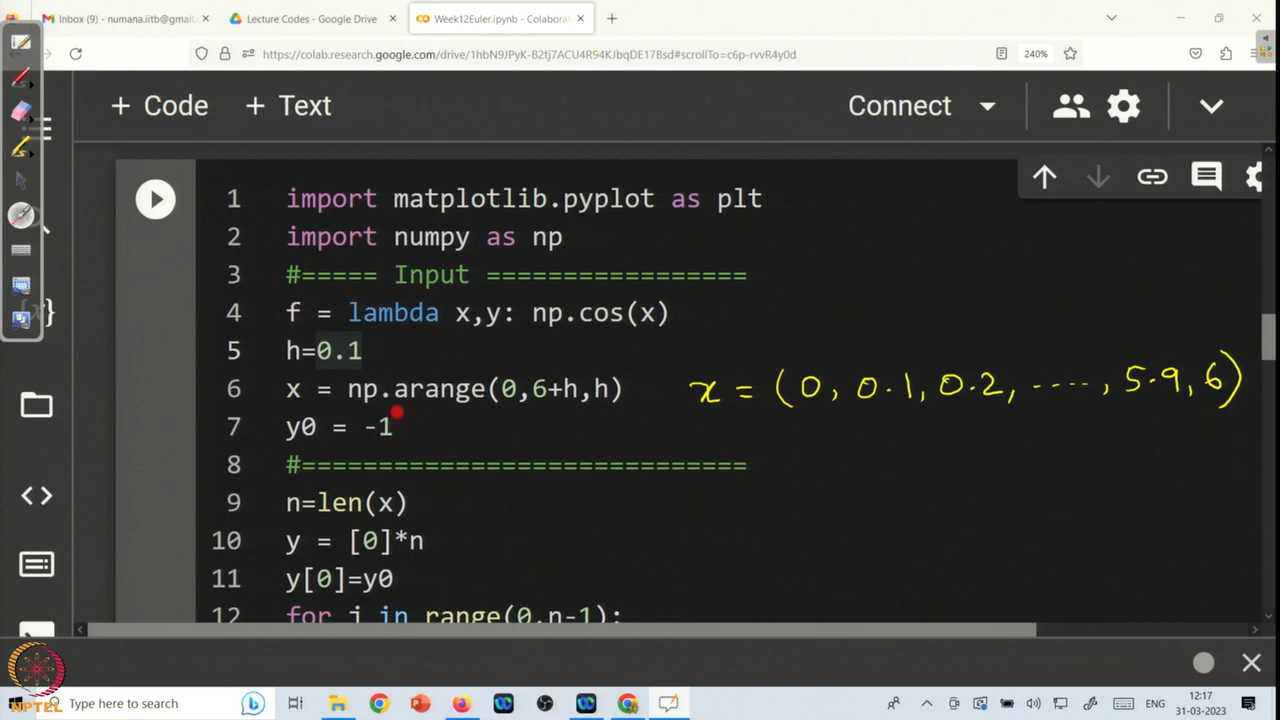 Inbox (9) - numana.iitb@gmail.
Lecture Codes - Google Drive
Week12Euler.ipynb - Colaborat
https://colab.research.google.com/drive/1hbN9JPyK-B2tj7ACU4R54KJbqDE17Bsd#scrollTo=c6p-rvvR4y0d
240%
+ Code + Text
Connect
1 import matplotlib.pyplot as plt
2 import numpy as np
3 #===== Input =================
4 f = lambda x,y: np.cos(x)
5 h=0.1
6 x = np.arange(0,6+h,h)
x = (0, 0.1, 0.2, ...., 5.9, 6)
7 y0 = -1
8 #=============================
9 n=len(x)
10 y = [0]*n
11 y[0]=y0
12 for j in range(0,n-1):
{x}
NPTEL
Type here to search
ENG
12:17
31-03-2023